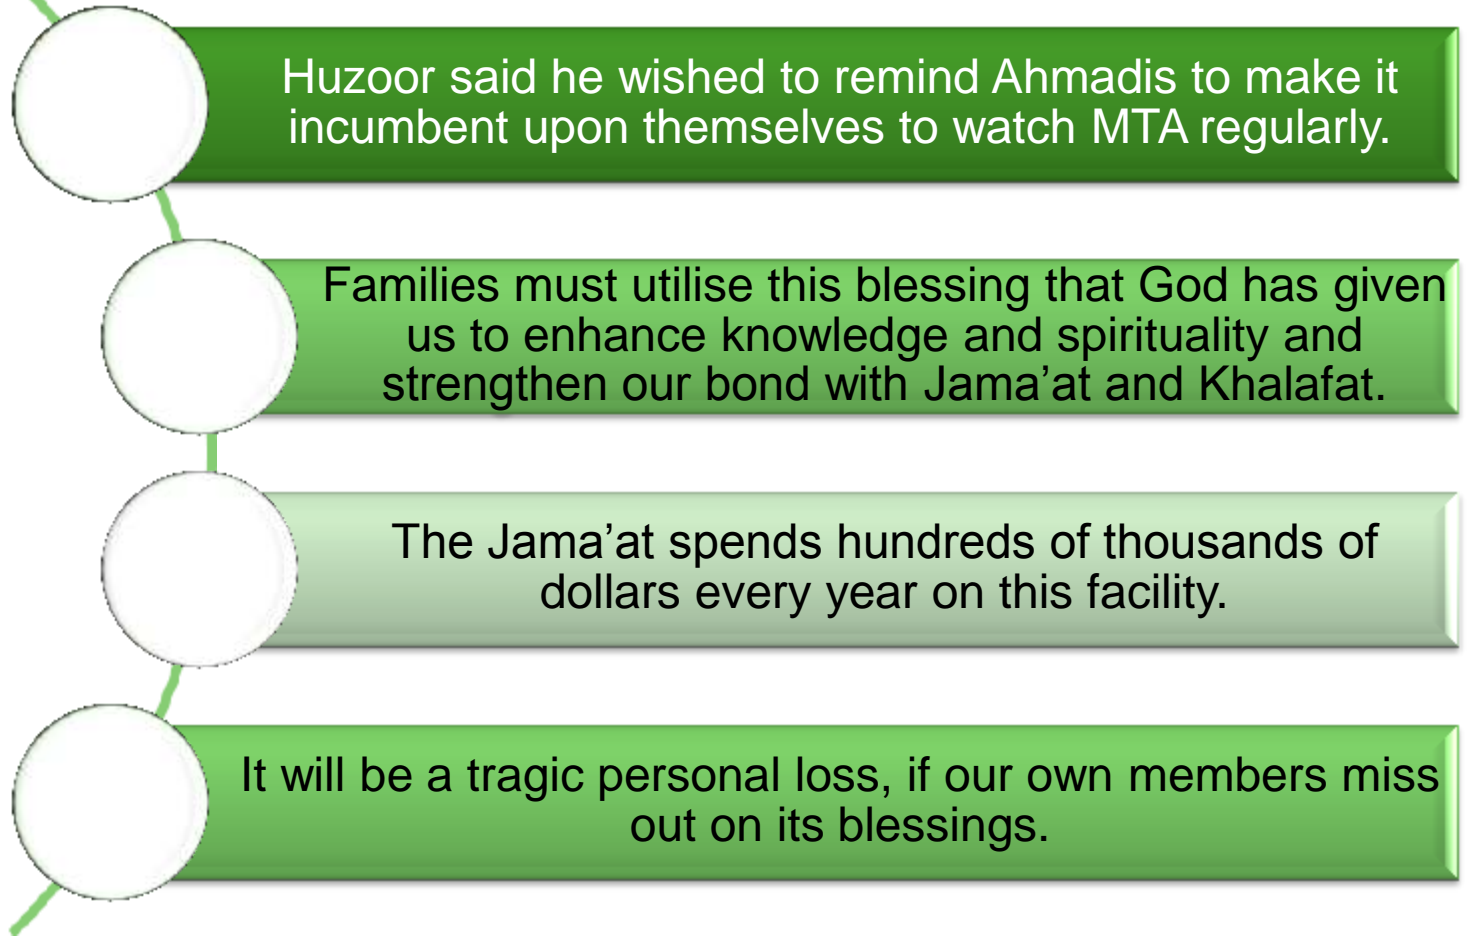 Huzoor said he wished to remind Ahmadis to make it
incumbent upon themselves to watch MTA regularly.
Families must utilise this blessing that God has given
us to enhance knowledge and spirituality and
strengthen our bond with Jama’at and Khalafat.
The Jama’at spends hundreds of thousands of
dollars every year on this facility.
It will be a tragic personal loss, if our own members miss
out on its blessings.